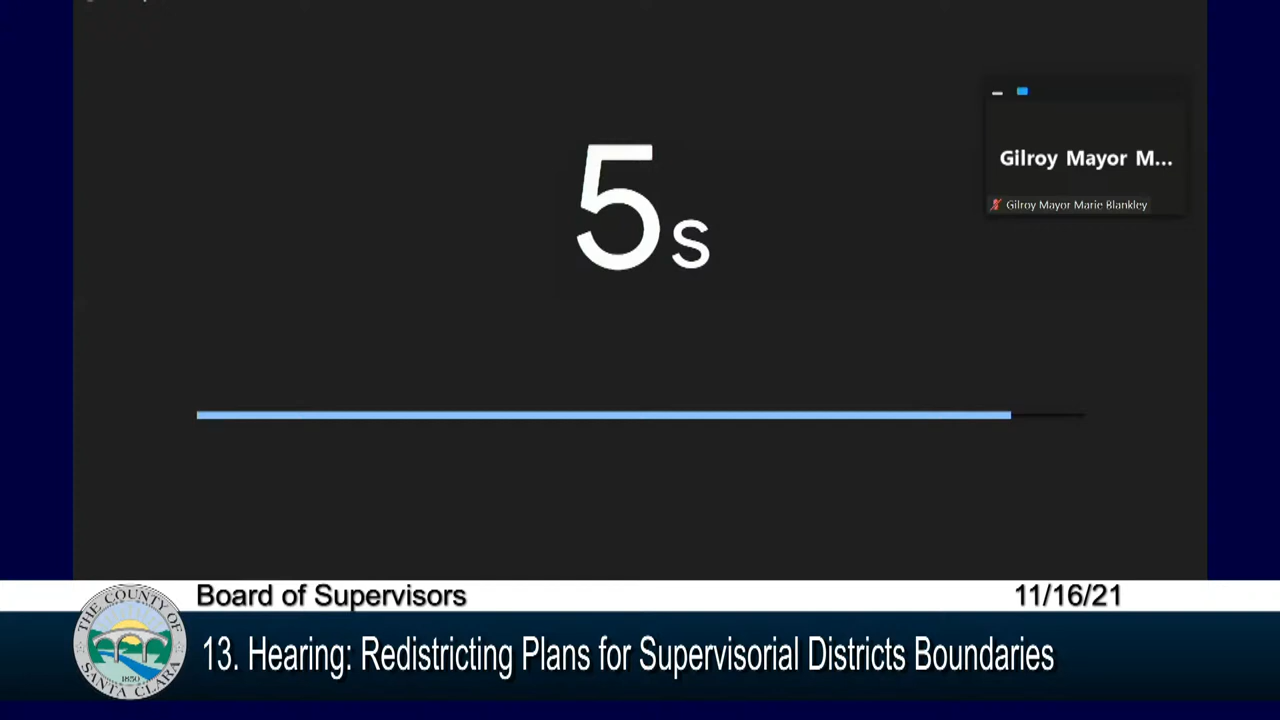 5s
Gilroy Mayor M...
Gilroy Mayor Marie Blankley
Board of Supervisors
11/16/21
THE COUNTY OF
SANTA CLARA
1850
13. Hearing: Redistricting Plans for Supervisorial Districts Boundaries